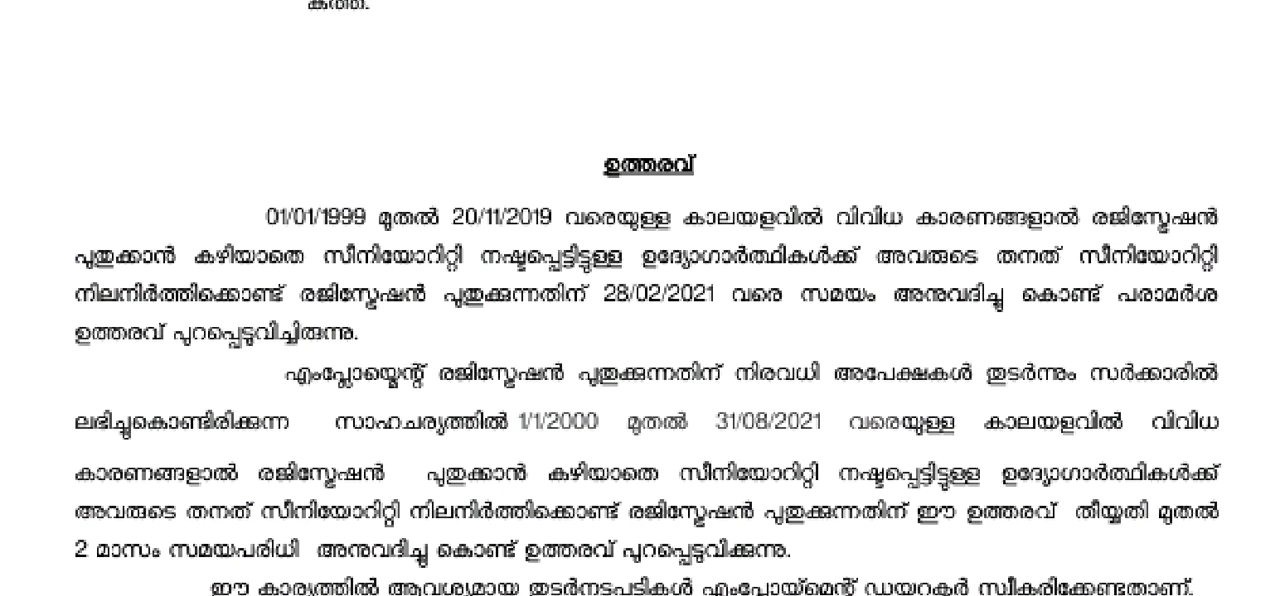 കത്ത്.
ഉത്തരവ്
01/01/1999 മുതൽ 20/11/2019 വരെയുള്ള കാലയളവിൽ വിവിധ കാരണങ്ങളാൽ രജിസ്ട്രേഷൻ
പുതുക്കാൻ കഴിയാതെ സീനിയോറിറ്റി നഷ്ടപ്പെട്ടിട്ടുള്ള ഉദ്യോഗാർത്ഥികൾക്ക് അവരുടെ തനത് സീനിയോറിറ്റി
നിലനിർത്തിക്കൊണ്ട് രജിസ്ട്രേഷൻ പുതുക്കുന്നതിന് 28/02/2021 വരെ സമയം അനുവദിച്ചു കൊണ്ട് പരാമർശ
ഉത്തരവ് പുറപ്പെടുവിച്ചിരുന്നു.
എംപ്ലോയ്മെന്റ് രജിസ്ട്രേഷൻ പുതുക്കുന്നതിന് നിരവധി അപേക്ഷകൾ തുടർന്നും സർക്കാരിൽ
ലഭിച്ചുകൊണ്ടിരിക്കുന്ന സാഹചര്യത്തിൽ 1/1/2000 മുതൽ 31/08/2021 വരെയുള്ള കാലയളവിൽ വിവിധ
കാരണങ്ങളാൽ രജിസ്ട്രേഷൻ പുതുക്കാൻ കഴിയാതെ സീനിയോറിറ്റി നഷ്ടപ്പെട്ടിട്ടുള്ള ഉദ്യോഗാർത്ഥികൾക്ക്
അവരുടെ തനത് സീനിയോറിറ്റി നിലനിർത്തിക്കൊണ്ട് രജിസ്ട്രേഷൻ പുതുക്കുന്നതിന് ഈ ഉത്തരവ് തീയ്യതി മുതൽ
2 മാസം സമയപരിധി അനുവദിച്ചു കൊണ്ട് ഉത്തരവ് പുറപ്പെടുവിക്കുന്നു.
ഈ കാര്യത്തിൽ ആവശ്യമായ തുടർനടപടികൾ എംപ്ലോയ്മെന്റ് ഡയറക്ടർ സ്വീകരിക്കേണ്ടതാണ്.